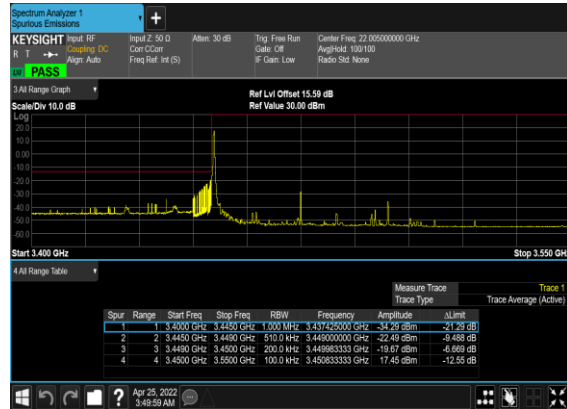 Spectrum Analyzer 1
Spurious Emissions
+
KEYSIGHT Input: RF Input Z: 50 Ω Atten: 30 dB Trig: Free Run Center Freq: 22.005000000 GHz
R T Coupling: DC Corr CCorr Gate: Off Avg|Hold: 100/100
Align: Auto Freq Ref: Int (S) IF Gain: Low Radio Std: None
LXI PASS
3 All Range Graph
Ref Lvl Offset 15.59 dB
Scale/Div 10.0 dB Ref Value 30.00 dBm
Log
20.0
10.0
0.00
-10.0
-20.0
-30.0
-40.0
-50.0
-60.0
Start 3.400 GHz Stop 3.550 GHz
4 All Range Table
Measure Trace Trace 1
Trace Type Trace Average (Active)
Spur Range Start Freq Stop Freq RBW Frequency Amplitude ΔLimit
1 1 3.4000 GHz 3.4450 GHz 1.000 MHz 3.437425000 GHz -34.29 dBm -21.29 dB
2 2 3.4450 GHz 3.4490 GHz 510.0 kHz 3.449000000 GHz -22.49 dBm -9.488 dB
3 3 3.4490 GHz 3.4500 GHz 200.0 kHz 3.449983333 GHz -19.67 dBm -6.669 dB
4 4 3.4500 GHz 3.5500 GHz 100.0 kHz 3.450833333 GHz 17.45 dBm -12.55 dB
? Apr 25, 2022
3:49:59 AM